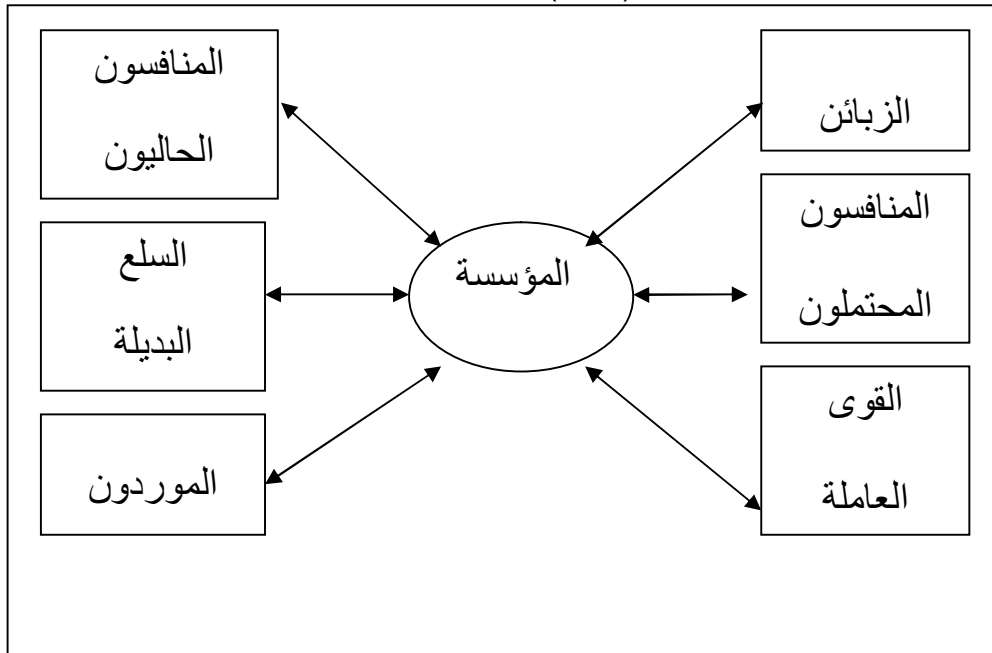 الزبائن
المنافسون
المحتملون
القوى
العاملة
المؤسسة
المنافسون
الحاليون
السلع
البديلة
الموردون